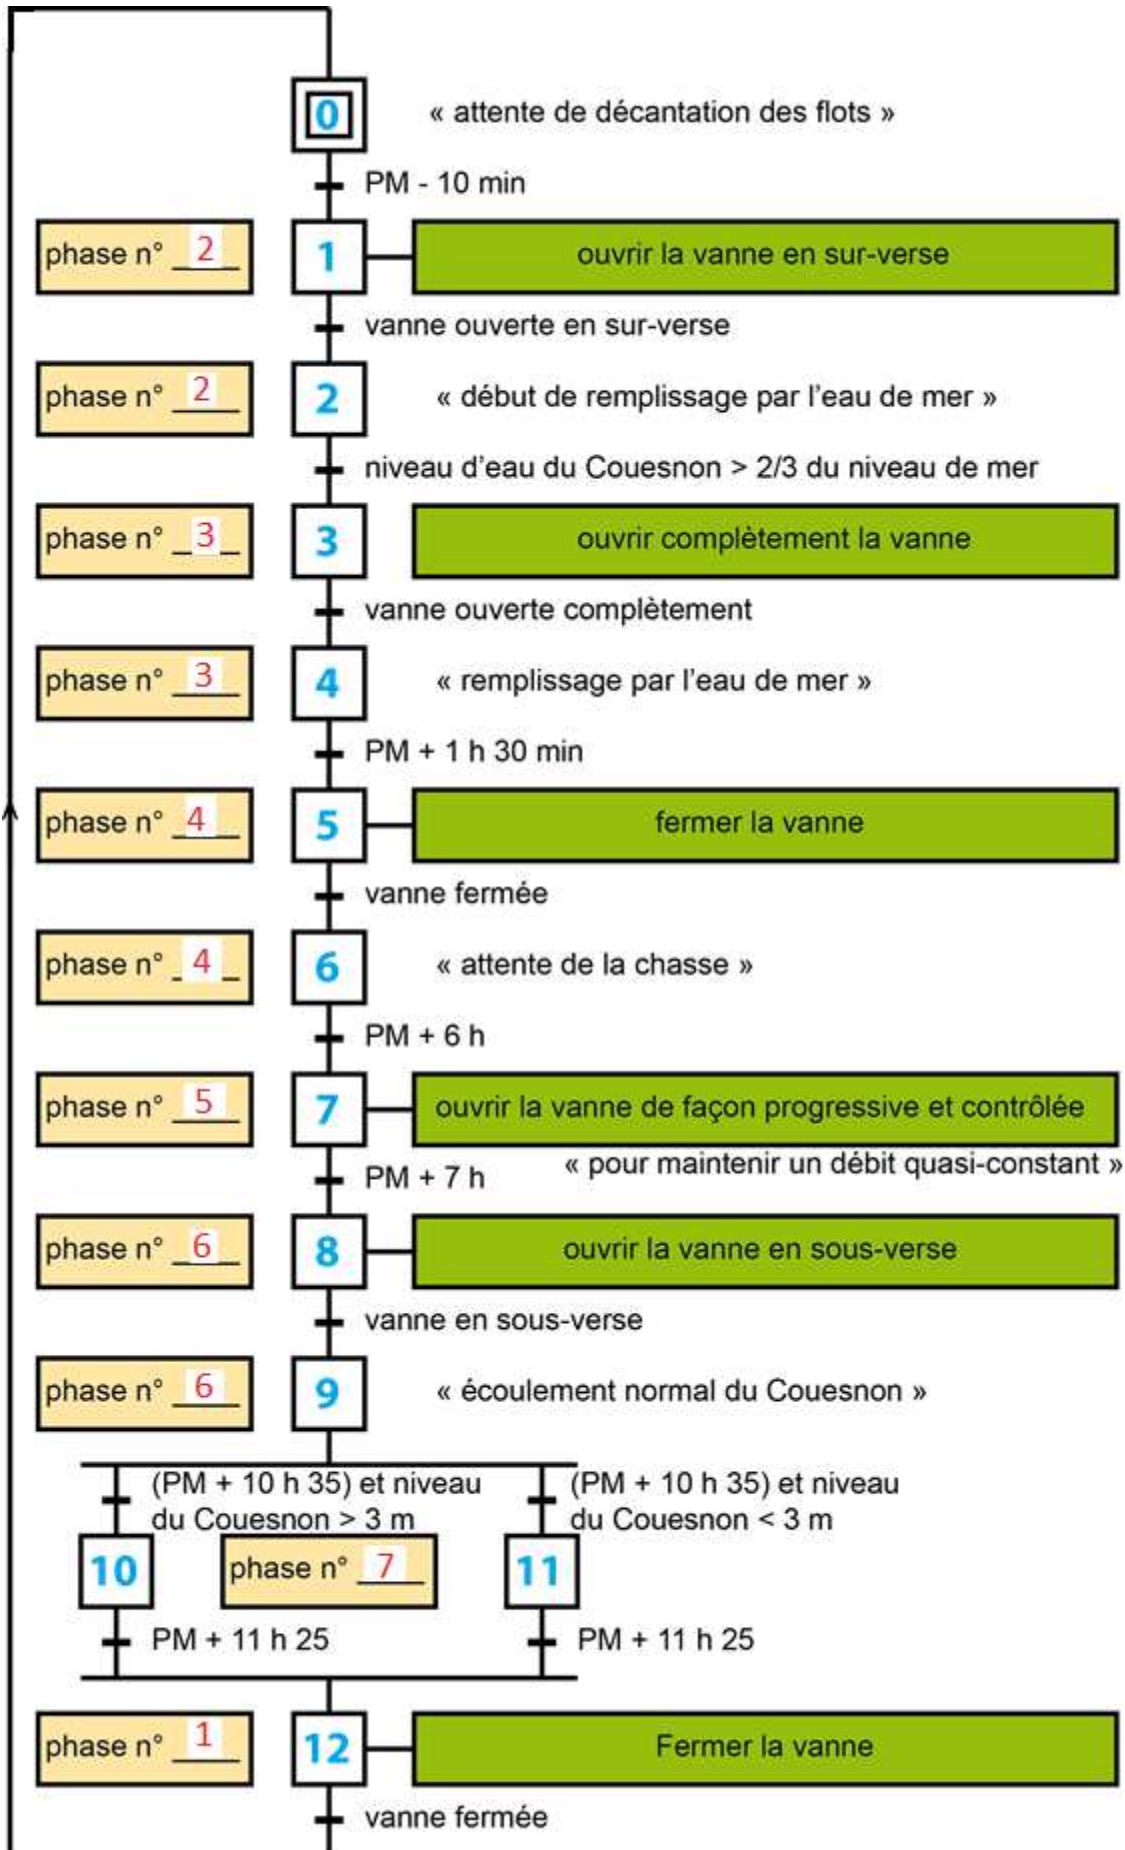 0 « attente de décantation des flots »
PM - 10 min
phase n° 2 1 ouvrir la vanne en sur-verse
vanne ouverte en sur-verse
phase n° 2 2 « début de remplissage par l'eau de mer »
niveau d'eau du Couesnon > 2/3 du niveau de mer
phase n° 3 3 ouvrir complètement la vanne
vanne ouverte complètement
phase n° 3 4 « remplissage par l'eau de mer »
PM + 1 h 30 min
phase n° 4 5 fermer la vanne
vanne fermée
phase n° 4 6 « attente de la chasse »
PM + 6 h
phase n° 5 7 ouvrir la vanne de façon progressive et contrôlée
« pour maintenir un débit quasi-constant »
PM + 7 h
phase n° 6 8 ouvrir la vanne en sous-verse
vanne en sous-verse
phase n° 6 9 « écoulement normal du Couesnon »
(PM + 10 h 35) et niveau
du Couesnon > 3 m
(PM + 10 h 35) et niveau
du Couesnon < 3 m
10 phase n° 7 11
PM + 11 h 25 PM + 11 h 25
phase n° 1 12 Fermer la vanne
vanne fermée